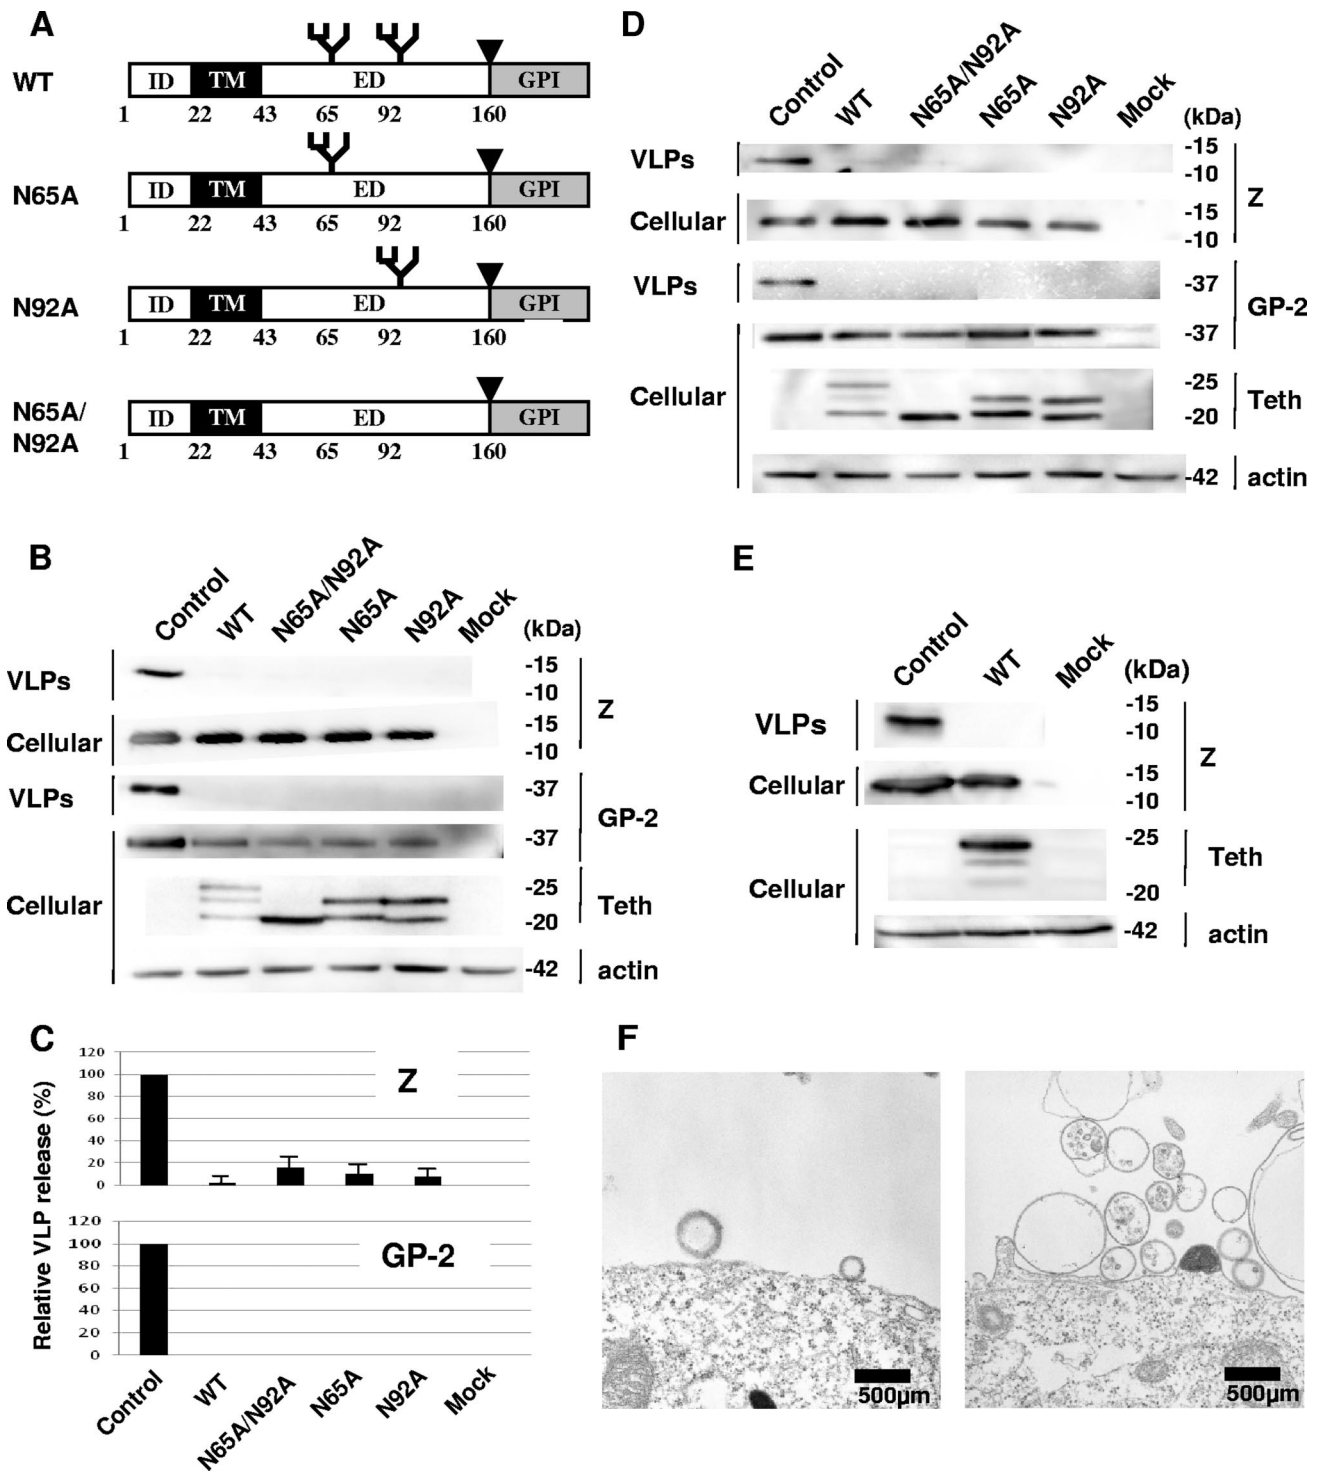 A
WT
ID TM ED GPI
1 22 43 65 92 160
N65A
ID TM ED GPI
1 22 43 65 92 160
N92A
ID TM ED GPI
1 22 43 65 92 160
N65A/
N92A
ID TM ED GPI
1 22 43 65 92 160
B
Control WT N65A/N92A N65A N92A Mock (kDa)
VLPs -15
-10
Z
Cellular -15
-10
VLPs -37
GP-2
-37
Cellular -25
-20 Teth
-42 actin
C
Relative VLP release (%)
Z
120
100
80
60
40
20
0
GP-2
120
100
80
60
40
20
0
Control WT N65A/N92A N65A N92A Mock
D
Control WT N65A/N92A N65A N92A Mock (kDa)
VLPs -15
-10
Z
Cellular -15
-10
VLPs -37
GP-2
-37
Cellular -25
-20 Teth
-42 actin
E
Control WT Mock (kDa)
VLPs -15
-10
Z
Cellular -15
-10
Cellular -25
Teth
-20
-42 actin
F
500µm
500µm